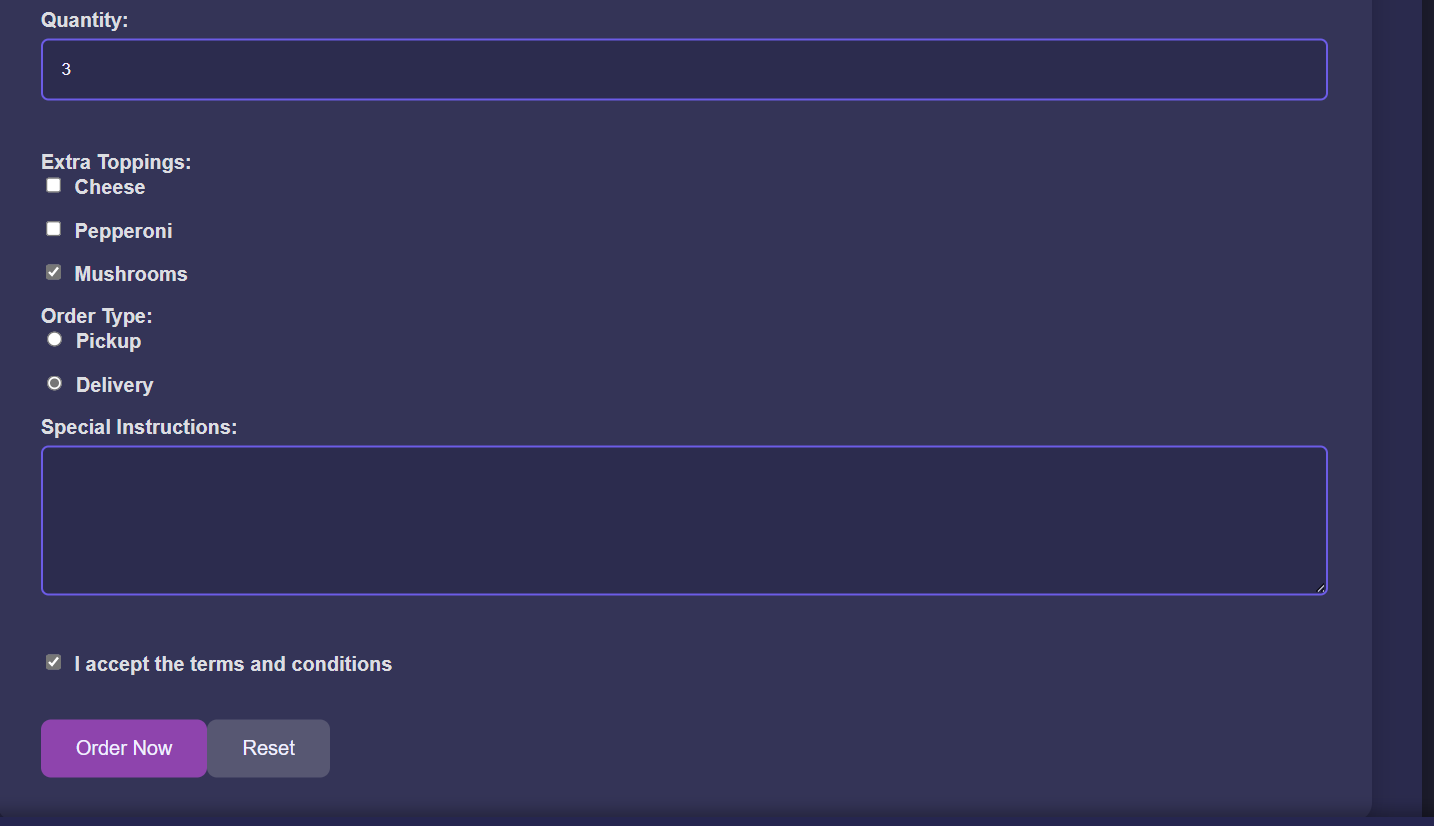 Quantity:
3
Extra Toppings:
Cheese
Pepperoni
Mushrooms
Order Type:
Pickup
Delivery
Special Instructions:
I accept the terms and conditions
Order Now Reset